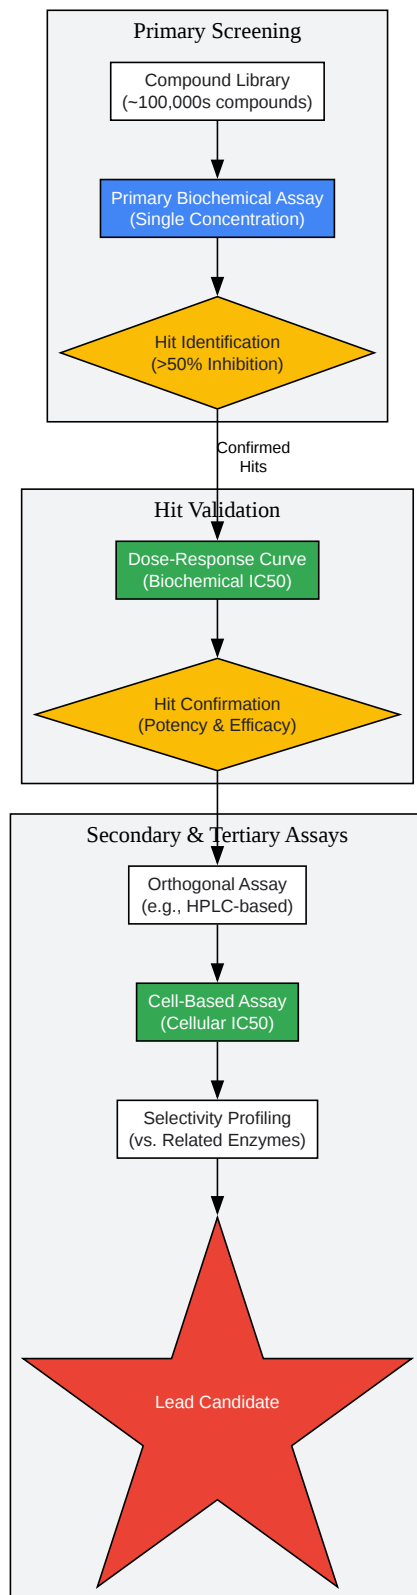 Primary Screening
Compound Library
(~100,000s compounds)
Primary Biochemical Assay
(Single Concentration)
Hit Identification
(>50% Inhibition)
Confirmed
Hits
Hit Validation
Dose-Response Curve
(Biochemical IC50)
Hit Confirmation
(Potency & Efficacy)
Secondary & Tertiary Assays
Orthogonal Assay
(e.g., HPLC-based)
Cell-Based Assay
(Cellular IC50)
Selectivity Profiling
(vs. Related Enzymes)
Lead Candidate